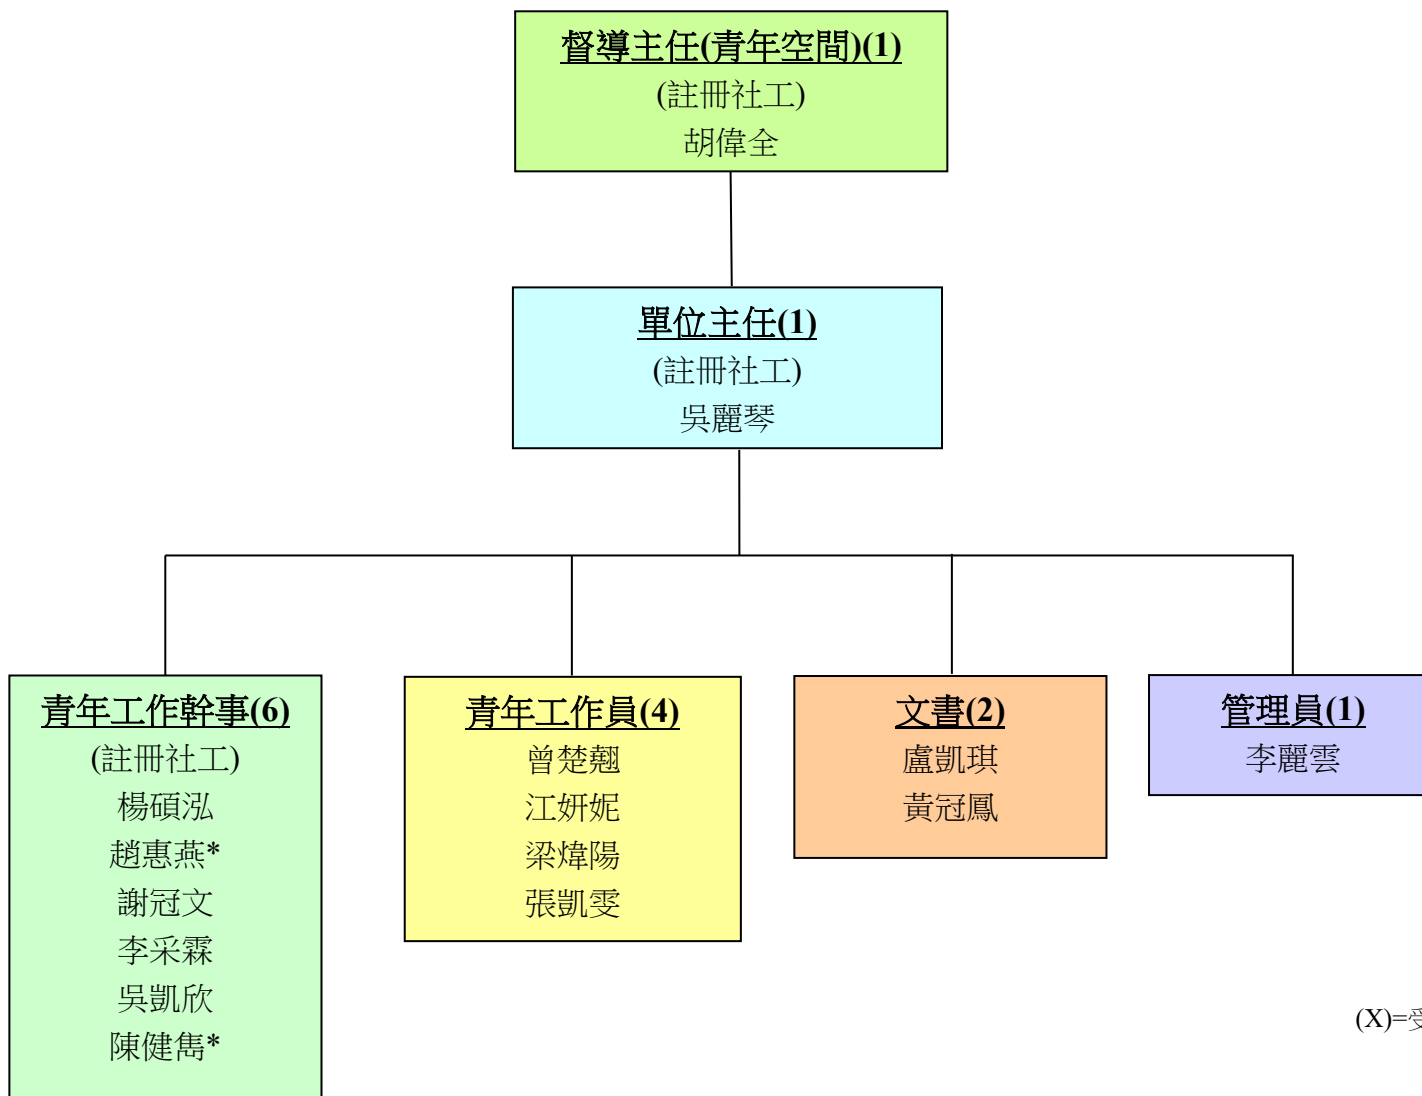 督導主任(青年空間)(1)
(註冊社工)
胡偉全
單位主任(1)
(註冊社工)
吳麗琴
青年工作幹事(6)
(註冊社工)
楊碩泓
趙惠燕*
謝冠文
李采霖
吳凱欣
陳健雋*
青年工作員(4)
曾楚翹
江妍妮
梁煒陽
張凱雯
文書(2)
盧凱琪
黃冠鳳
管理員(1)
李麗雲
(X)=受